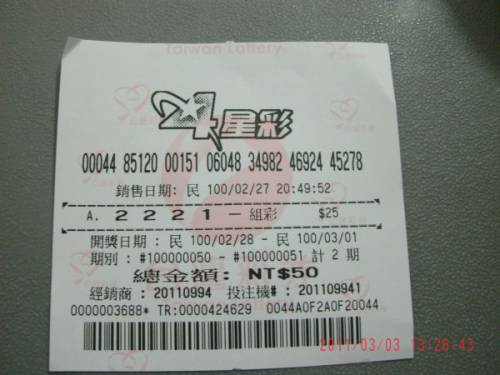 Taiwan Lottery
4星彩
00044 85120 00151 06048 34982 46924 45278
銷售日期: 民 100/02/27 20:49:52
A. 2 2 2 1 – 組彩 $25
開獎日期 : 民 100/02/28 - 民 100/03/01
期別 : #100000050 - #100000051 計 2 期
總金額: NT$50
經銷商 : 20110994 投注機# : 201109941
0000003688* TR:0000424629 0044A0F2A0F20044
2011/03/03 13:26:43